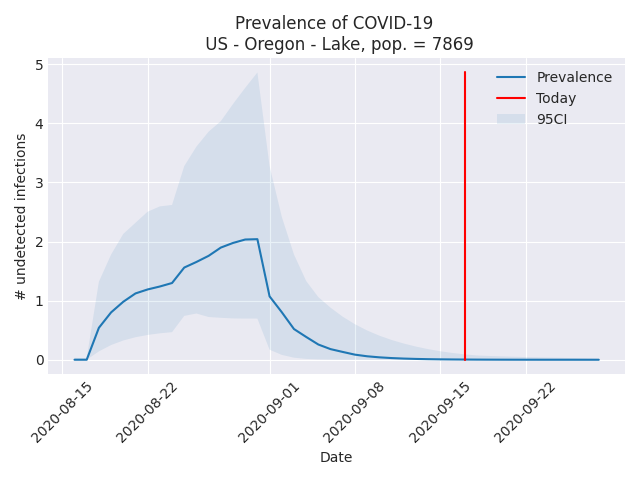 Prevalence of COVID-19
US - Oregon - Lake, pop. = 7869
5
4
3
2
1
0
# undetected infections
Prevalence
Today
95CI
2020-08-15
2020-08-22
2020-09-01
2020-09-08
2020-09-15
2020-09-22
Date